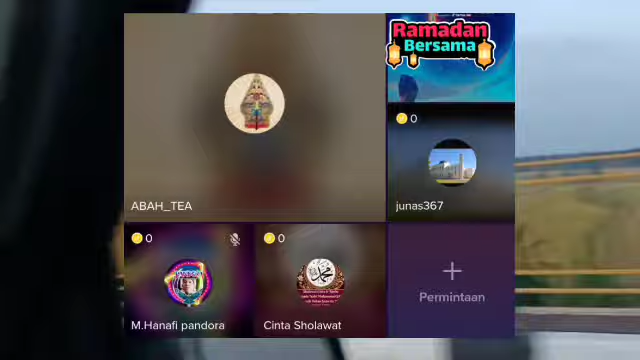 Ramadan
Bersama
0
ABAH_TEA
junas367
0
0
M.Hanafi pandora
Cinta Sholawat
Permintaan